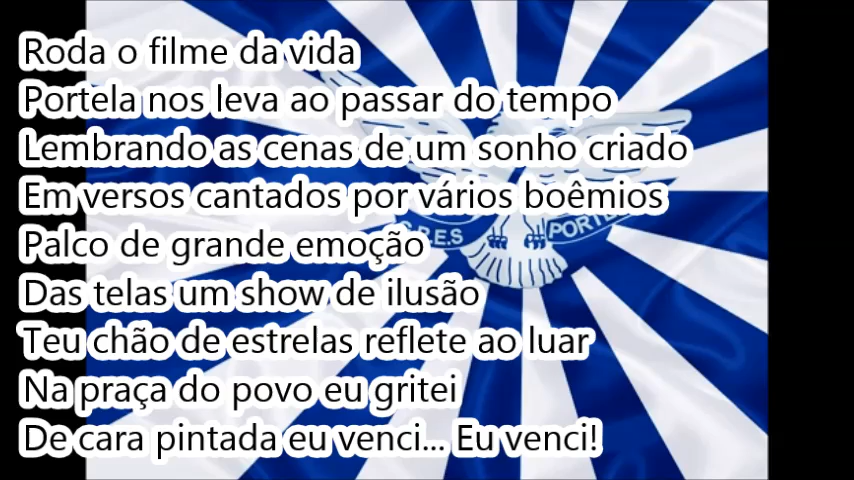 Roda o filme da vida
Portela nos leva ao passar do tempo
Lembrando as cenas de um sonho criado
Em versos cantados por vários boêmios
Palco de grande emoção
Das telas um show de ilusão
Teu chão de estrelas reflete ao luar
Na praça do povo eu gritei
De cara pintada eu venci... Eu venci!